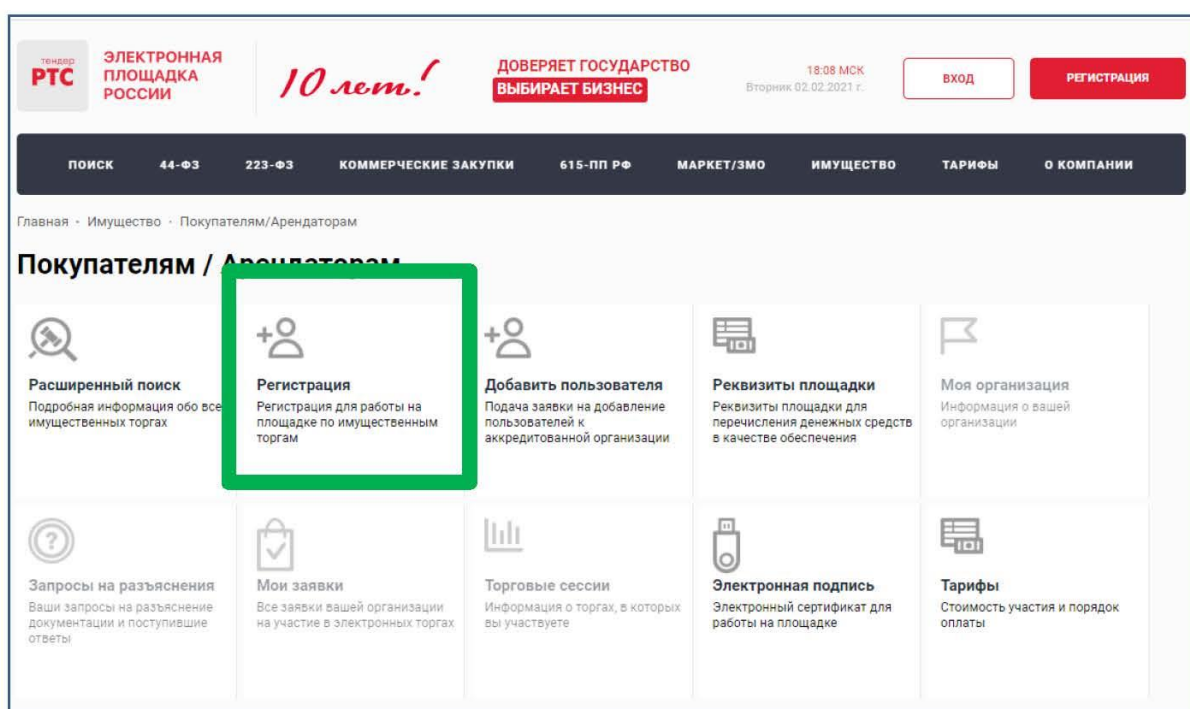 тендер
РТС
ЭЛЕКТРОННАЯ
ПЛОЩАДКА
РОССИИ
10 лет!
ДОВЕРЯЕТ ГОСУДАРСТВО
ВЫБИРАЕТ БИЗНЕС
18:08 МСК
Вторник 02.02.2021 г.
ВХОД
РЕГИСТРАЦИЯ
ПОИСК 44-ФЗ 223-ФЗ КОММЕРЧЕСКИЕ ЗАКУПКИ 615-ПП РФ МАРКЕТ/ЗМО ИМУЩЕСТВО ТАРИФЫ О КОМПАНИИ
Главная · Имущество · Покупателям/Арендаторам
Покупателям / Арендаторам
Расширенный поиск
Подробная информация обо все
имущественных торгах
Регистрация
Регистрация для работы на
площадке по имущественным
торгам
Добавить пользователя
Подача заявки на добавление
пользователей к
аккредитованной организации
Реквизиты площадки
Реквизиты площадки для
перечисления денежных средств
в качестве обеспечения
Моя организация
Информация о вашей
организации
Запросы на разъяснения
Ваши запросы на разъяснение
документации и поступившие
ответы
Мои заявки
Все заявки вашей организации
на участие в электронных торгах
Торговые сессии
Информация о торгах, в которых
вы участвуете
Электронная подпись
Электронный сертификат для
работы на площадке
Тарифы
Стоимость участия и порядок
оплаты